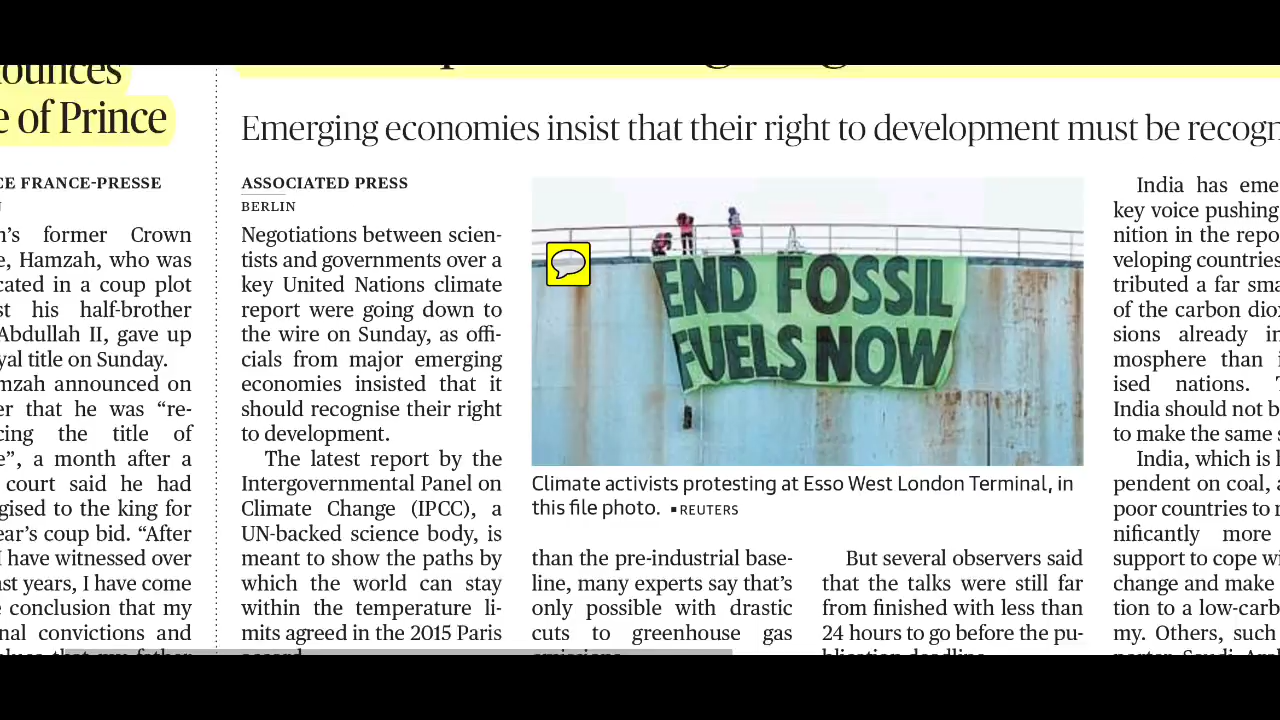 ounces
e of Prince
CE FRANCE-PRESSE
n's former Crown
e, Hamzah, who was
cated in a coup plot
st his half-brother
Abdullah II, gave up
yal title on Sunday.
mzah announced on
er that he was “re-
cing the title of
e”, a month after a
court said he had
gised to the king for
ear's coup bid. “After
I have witnessed over
ast years, I have come
e conclusion that my
nal convictions and
Emerging economies insist that their right to development must be recogn
ASSOCIATED PRESS
BERLIN
Negotiations between scien-
tists and governments over a
key United Nations climate
report were going down to
the wire on Sunday, as offi-
cials from major emerging
economies insisted that it
should recognise their right
to development.
The latest report by the
Intergovernmental Panel on
Climate Change (IPCC), a
UN-backed science body, is
meant to show the paths by
which the world can stay
within the temperature li-
mits agreed in the 2015 Paris
END FOSSIL
FUELS NOW
Climate activists protesting at Esso West London Terminal, in
this file photo. ▪ REUTERS
than the pre-industrial base-
line, many experts say that's
only possible with drastic
cuts to greenhouse gas
But several observers said
that the talks were still far
from finished with less than
24 hours to go before the pu-
India has eme
key voice pushing
nition in the repo
veloping countries
tributed a far sma
of the carbon diox
sions already in
mosphere than i
ised nations. T
India should not b
to make the same s
India, which is h
pendent on coal, a
poor countries to r
nificantly more
support to cope wi
change and make
tion to a low-carb
my. Others, such